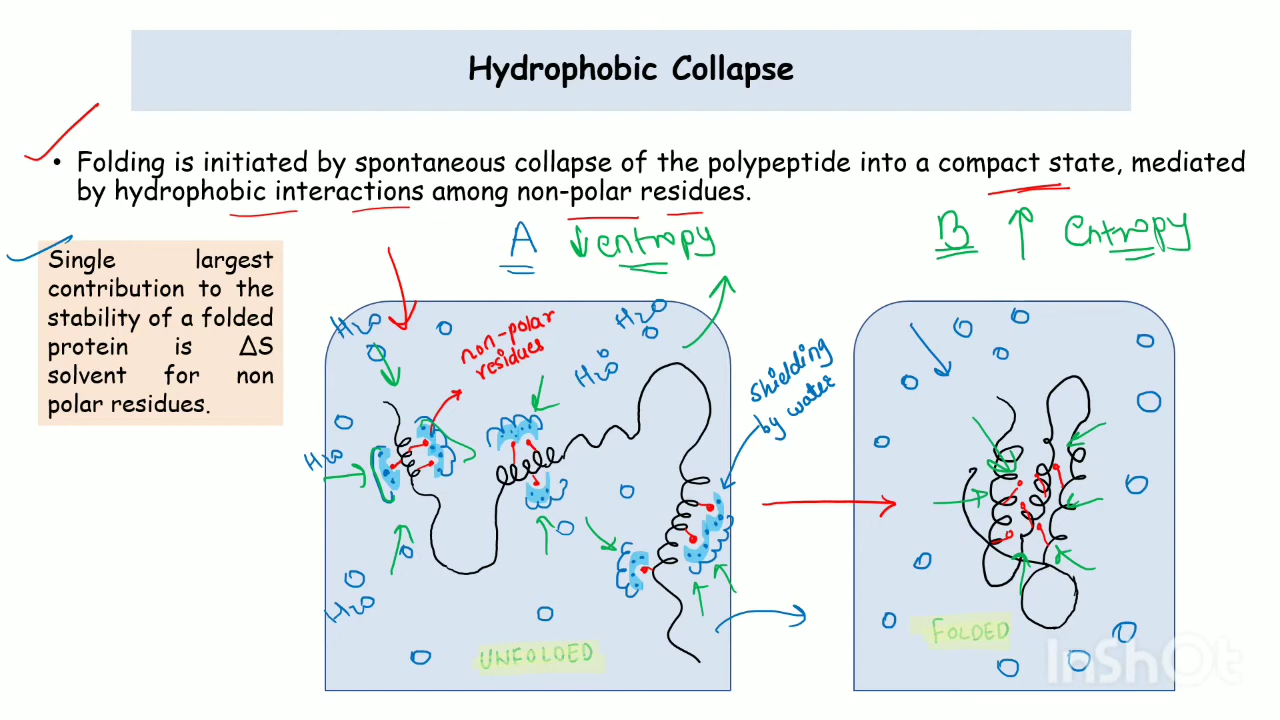 Hydrophobic Collapse
• Folding is initiated by spontaneous collapse of the polypeptide into a compact state, mediated
by hydrophobic interactions among non-polar residues.
A ↓ entropy
B ↑ Entropy
Single largest
contribution to the
stability of a folded
protein is ΔS
solvent for non
polar residues.
H2O
H2O
non-polar
residues
H2O
shielding
by water
H2O
H2O
UNFOLDED
FOLDED
InShOt